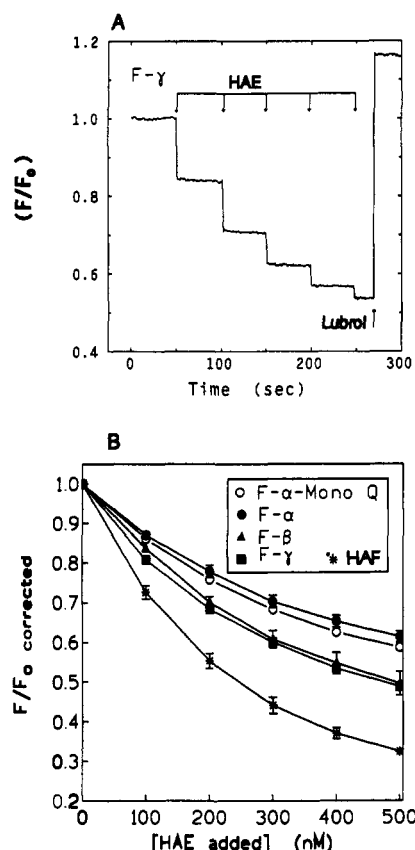 A
F-γ
HAE
Lubrol
(F/F₀)
1.2
1.0
0.8
0.6
0.4
0
100
200
300
Time (sec)
B
F-α-Mono Q
F-α
F-β
F-γ
* HAF
F/F₀ corrected
1.0
0.9
0.8
0.7
0.6
0.5
0.4
0.3
0.2
0 100 200 300 400 500
[HAE added] (nM)